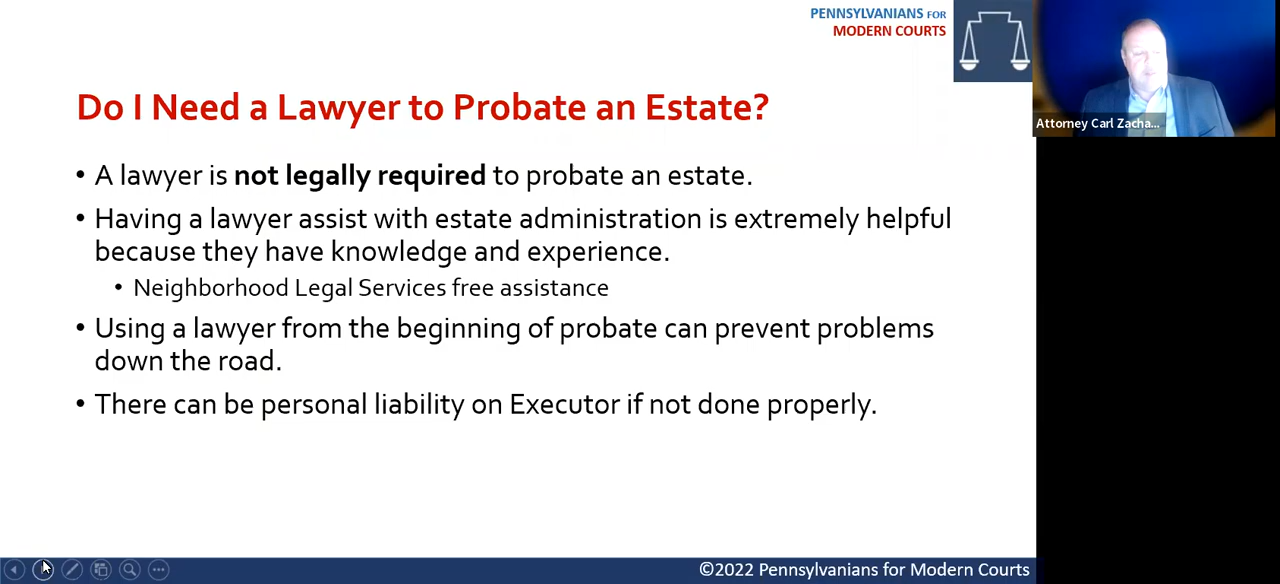 PENNSYLVANIANS FOR
MODERN COURTS
Attorney Carl Zacha...
Do I Need a Lawyer to Probate an Estate?
• A lawyer is not legally required to probate an estate.
• Having a lawyer assist with estate administration is extremely helpful
because they have knowledge and experience.
• Neighborhood Legal Services free assistance
• Using a lawyer from the beginning of probate can prevent problems
down the road.
• There can be personal liability on Executor if not done properly.
©2022 Pennsylvanians for Modern Courts